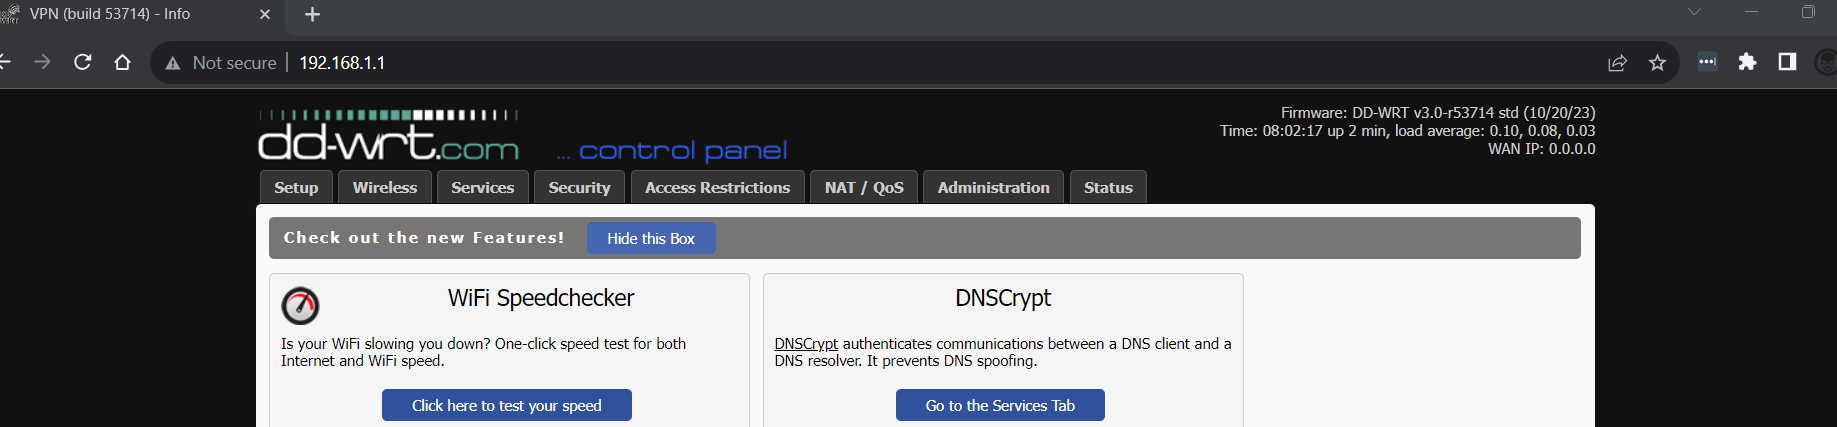 VPN (build 53714) - Info
Not secure
192.168.1.1
Firmware: DD-WRT v3.0-r53714 std (10/20/23)
Time: 08:02:17 up 2 min, load average: 0.10, 0.08, 0.03
WAN IP: 0.0.0.0
dd-wrt.com ... control panel
Setup Wireless Services Security Access Restrictions NAT / QoS Administration Status
Check out the new Features! Hide this Box
WiFi Speedchecker
Is your WiFi slowing you down? One-click speed test for both
Internet and WiFi speed.
Click here to test your speed
DNSCrypt
DNSCrypt authenticates communications between a DNS client and a
DNS resolver. It prevents DNS spoofing.
Go to the Services Tab